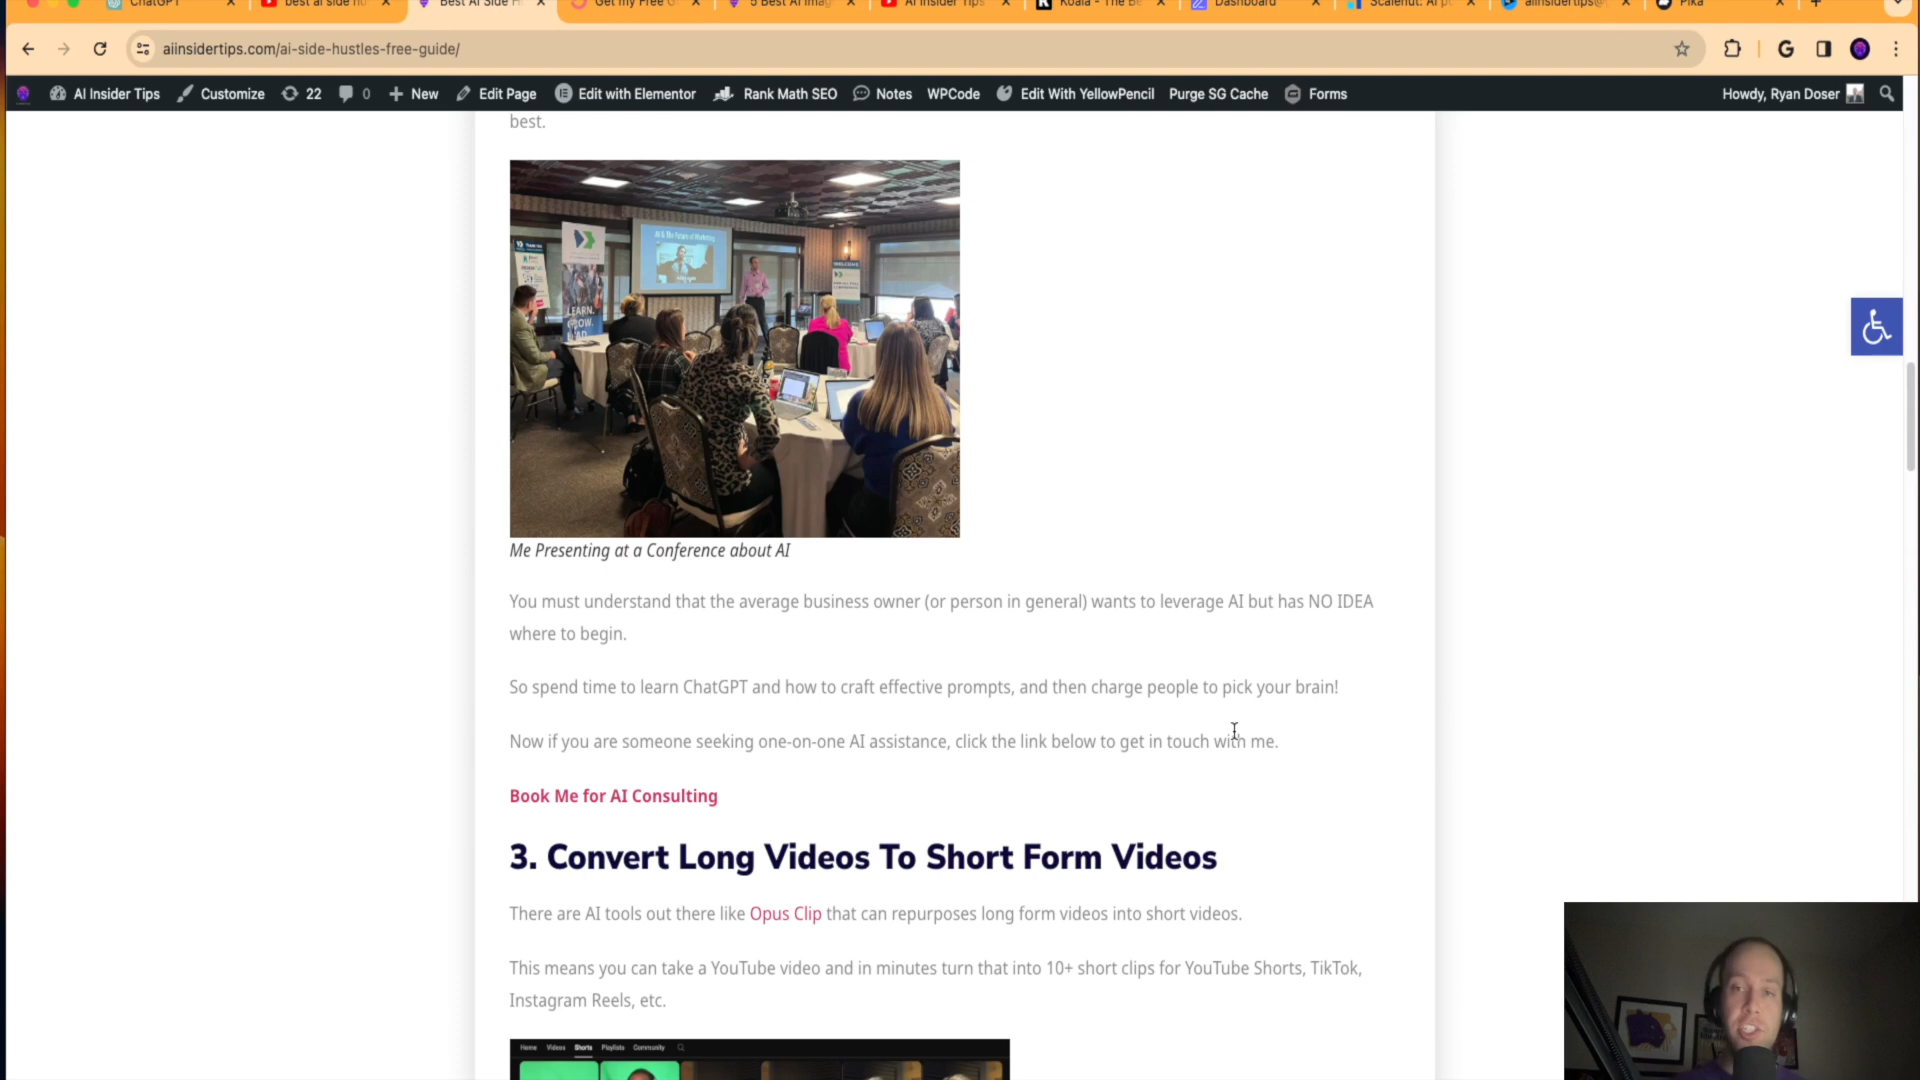 ChatGPT
best ai side hu
Best AI Side H
Get my Free G
5 Best AI Imag
AI Insider Tips
Koala - The Be
Dashboard
Scalenut: AI p
aiinsidertips@
Pika
aiinsidertips.com/ai-side-hustles-free-guide/
AI Insider Tips Customize 22 0 New Edit Page Edit with Elementor Rank Math SEO Notes WPCode Edit With YellowPencil Purge SG Cache Forms Howdy, Ryan Doser
best.
AI & The Future of Marketing
LEARN.
GROW.
LEAD.
Me Presenting at a Conference about AI
You must understand that the average business owner (or person in general) wants to leverage AI but has NO IDEA
where to begin.
So spend time to learn ChatGPT and how to craft effective prompts, and then charge people to pick your brain!
Now if you are someone seeking one-on-one AI assistance, click the link below to get in touch with me.
Book Me for AI Consulting
3. Convert Long Videos To Short Form Videos
There are AI tools out there like Opus Clip that can repurposes long form videos into short videos.
This means you can take a YouTube video and in minutes turn that into 10+ short clips for YouTube Shorts, TikTok,
Instagram Reels, etc.
Home Videos Shorts Playlists Community